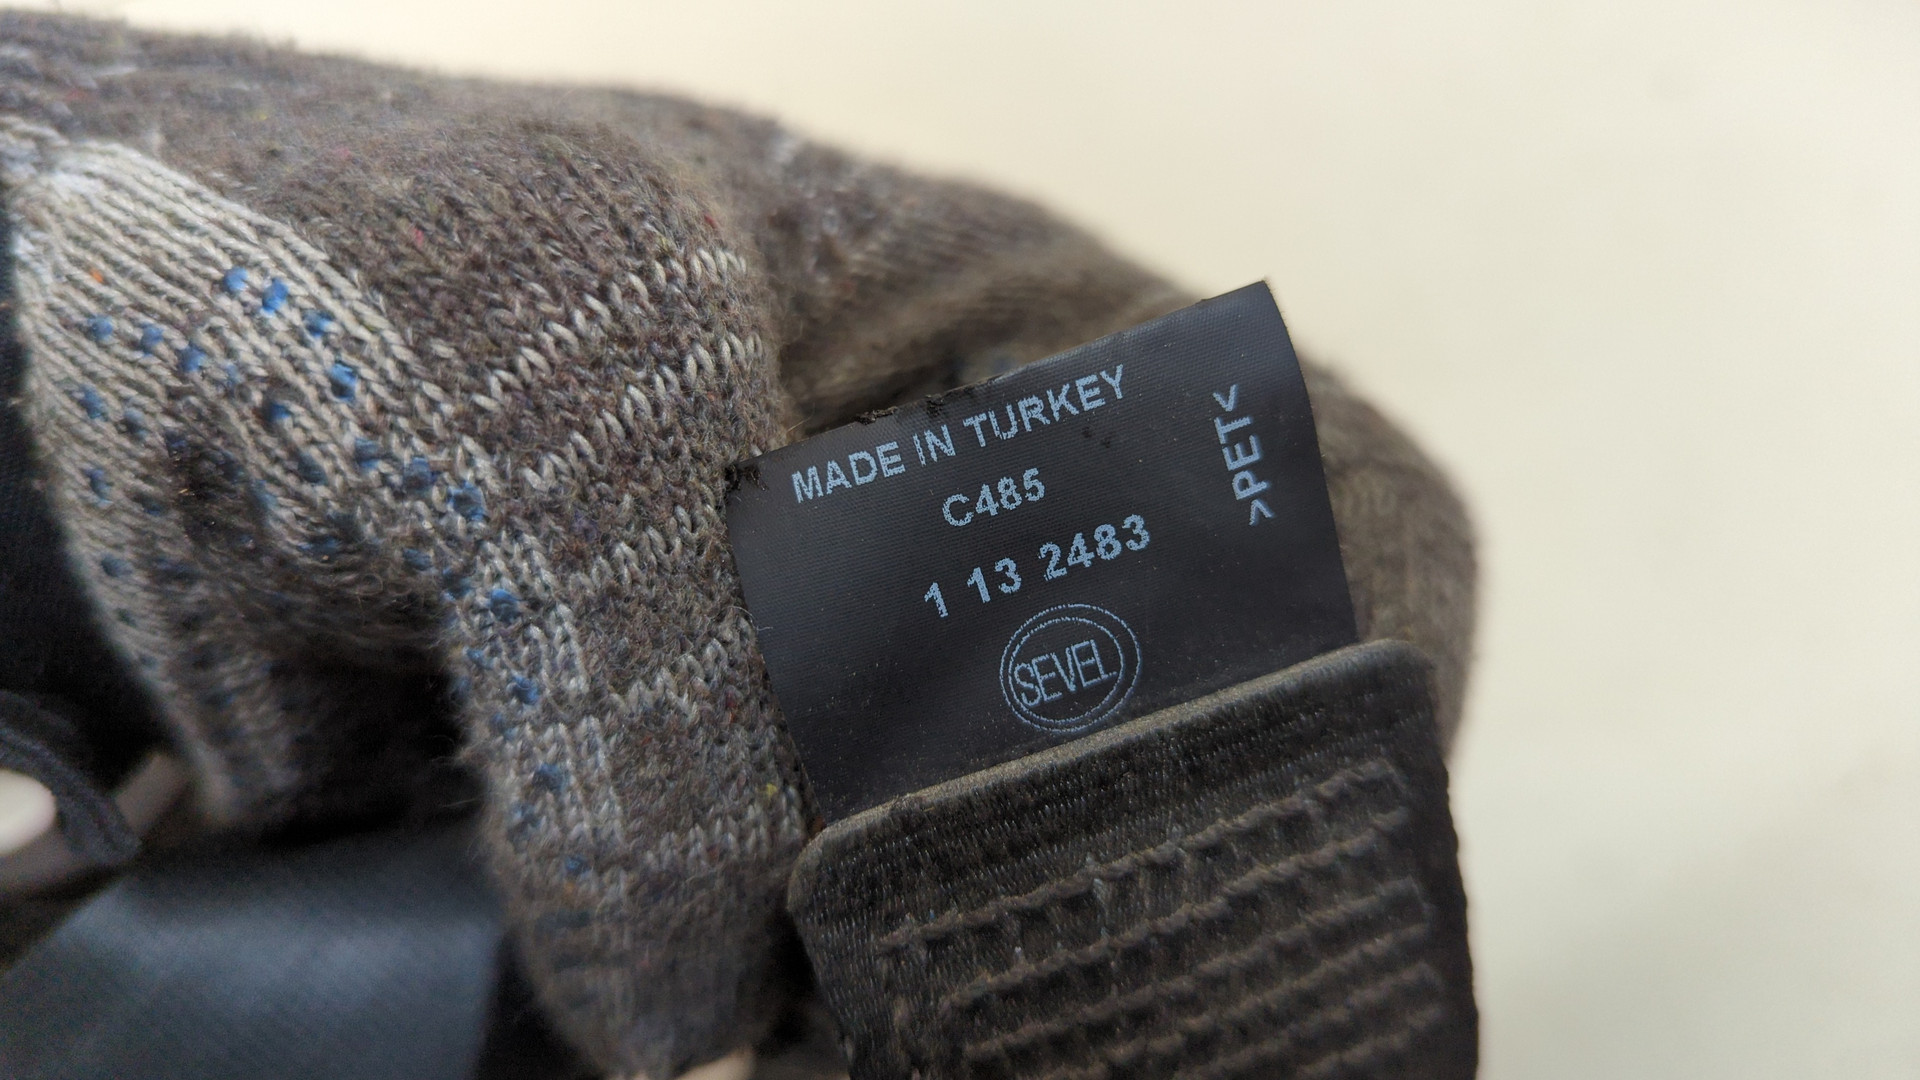 MADE IN TURKEY
C485
1 13 2483
SEVEL
>PET<